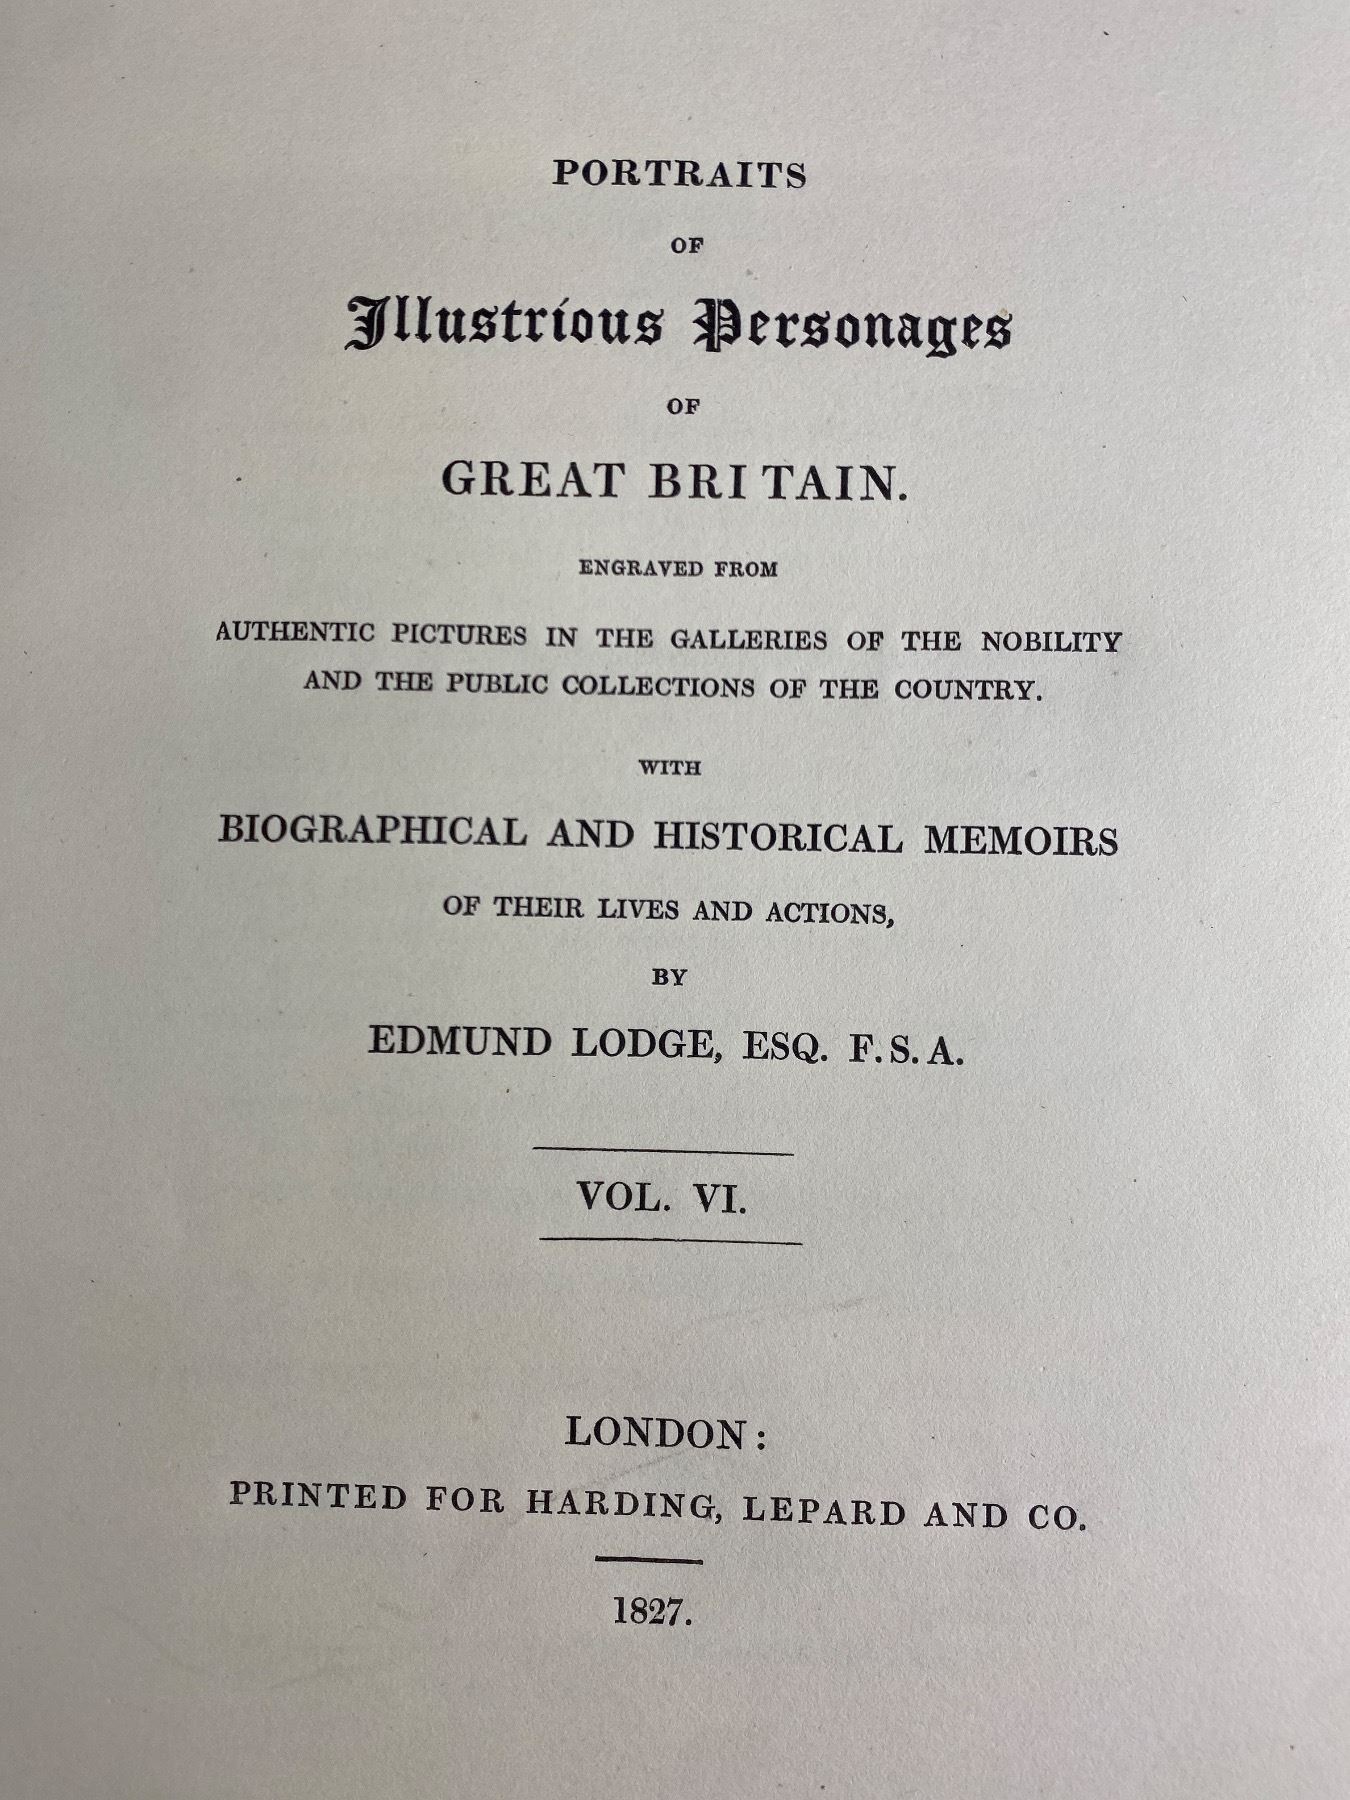 PORTRAITS
OF
Illustrious Personages
OF
GREAT BRITAIN.
ENGRAVED FROM
AUTHENTIC PICTURES IN THE GALLERIES OF THE NOBILITY
AND THE PUBLIC COLLECTIONS OF THE COUNTRY.
WITH
BIOGRAPHICAL AND HISTORICAL MEMOIRS
OF THEIR LIVES AND ACTIONS,
BY
EDMUND LODGE, ESQ. F.S.A.
VOL. VI.
LONDON:
PRINTED FOR HARDING, LEPARD AND CO.
1827.